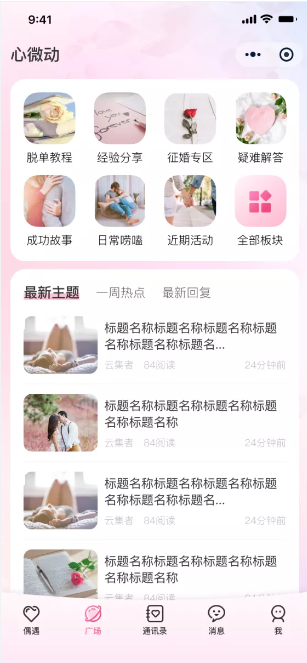 9:41
心微动
脱单教程 经验分享 征婚专区 疑难解答
成功故事 日常唠嗑 近期活动 全部板块
最新主题 一周热点 最新回复
标题名称标题名称标题名称标题
名称标题名称标题名...
云集者 84阅读 24分钟前
标题名称标题名称标题名称标题
名称标题名称
云集者 84阅读 24分钟前
标题名称标题名称标题名称标题
名称标题名称标题名...
云集者 84阅读 24分钟前
标题名称标题名称标题名称标题
名称标题名称
偶遇 广场 通讯录 消息 我